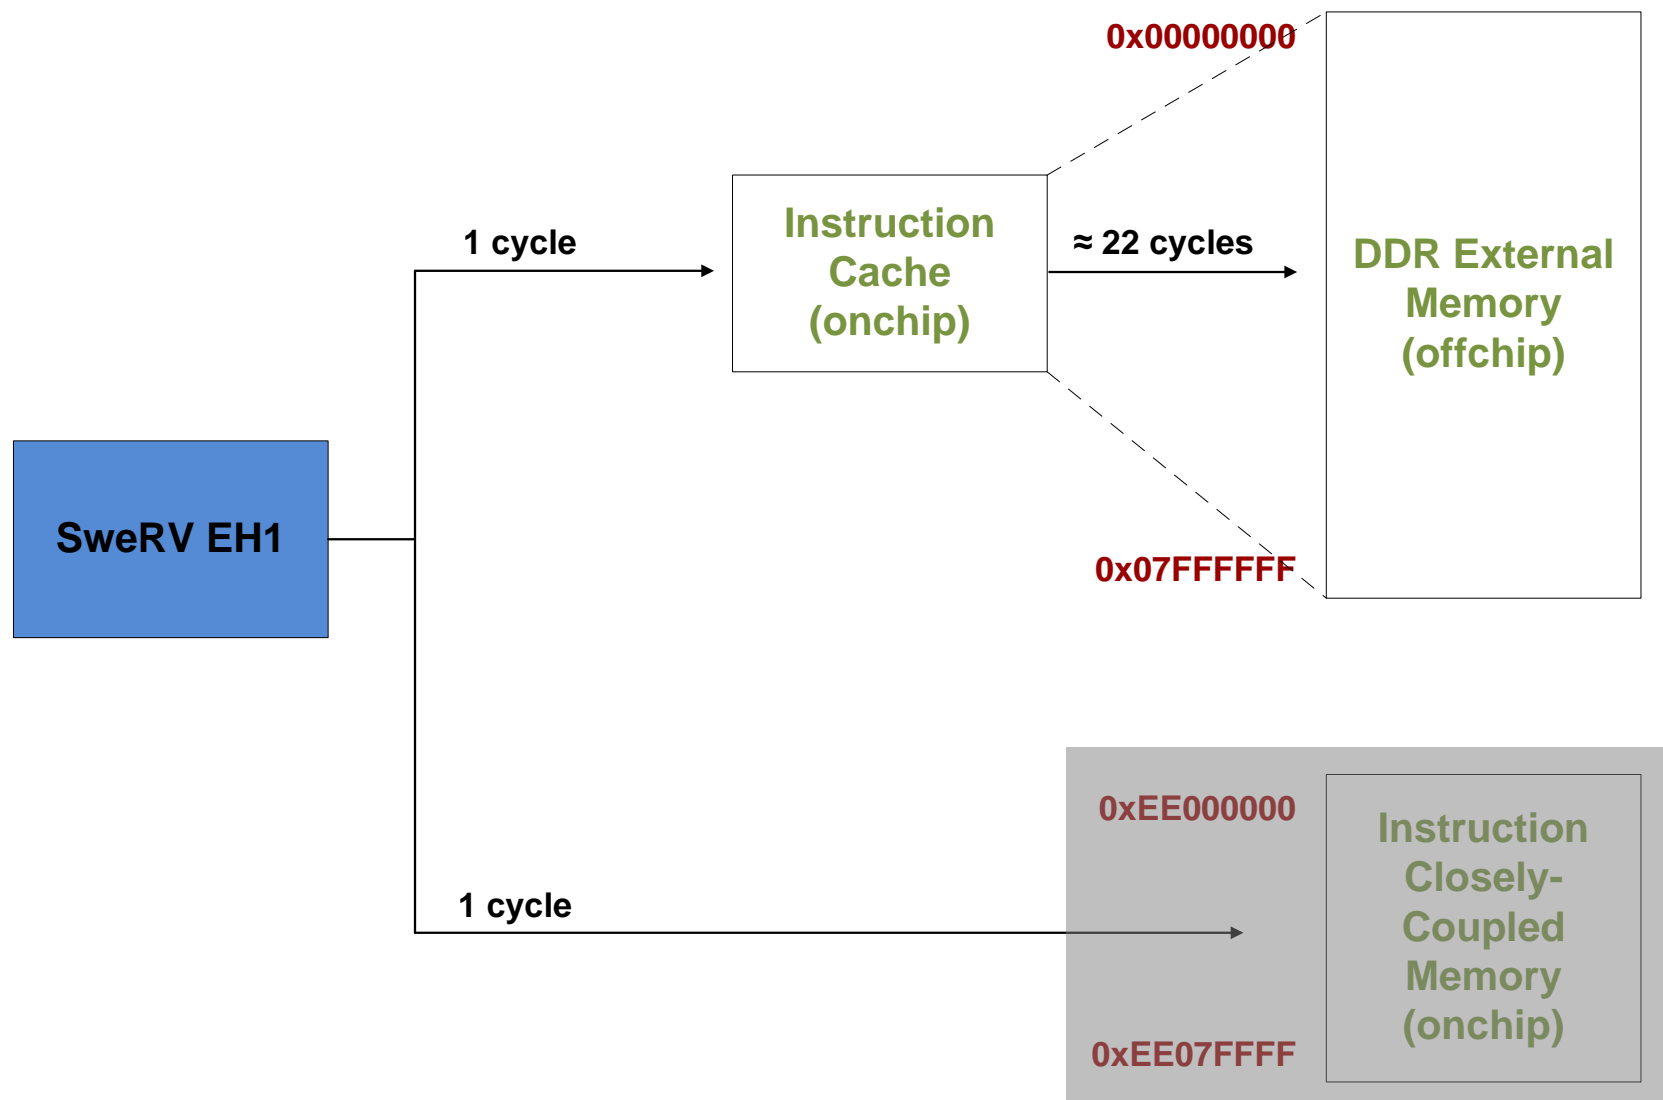 0x00000000
1 cycle
Instruction
Cache
(onchip)
≈ 22 cycles
DDR External
Memory
(offchip)
SweRV EH1
0x07FFFFFF
0xEE000000
Instruction
Closely-
Coupled
Memory
(onchip)
1 cycle
0xEE07FFFF